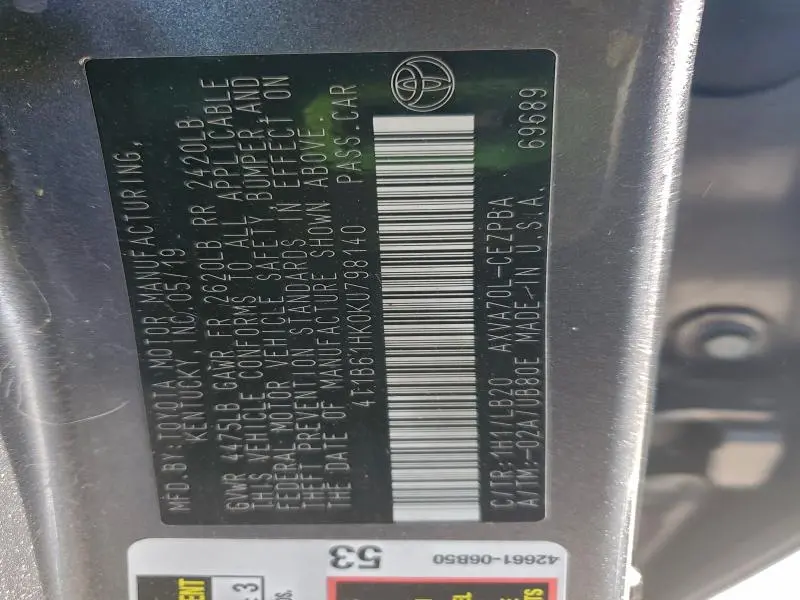 MFD.BY:TOYOTA MOTOR MANUFACTURING,
KENTUCKY, INC.05/19
GVWR 4475LB GAWR FR 2620LB RR 2420LB
THIS VEHICLE CONFORMS TO ALL APPLICABLE
FEDERAL MOTOR VEHICLE SAFETY, BUMPER,AND
THEFT PREVENTION STANDARDS IN EFFECT ON
THE DATE OF MANUFACTURE SHOWN ABOVE.
4T1B61HK0KU798140 PASS.CAR
C/TR:1H1/LB20 AXVA70L-CEZPBA
A/TM:-02A/UB80E MADE IN U.S.A. 69689
53
42661-06B50